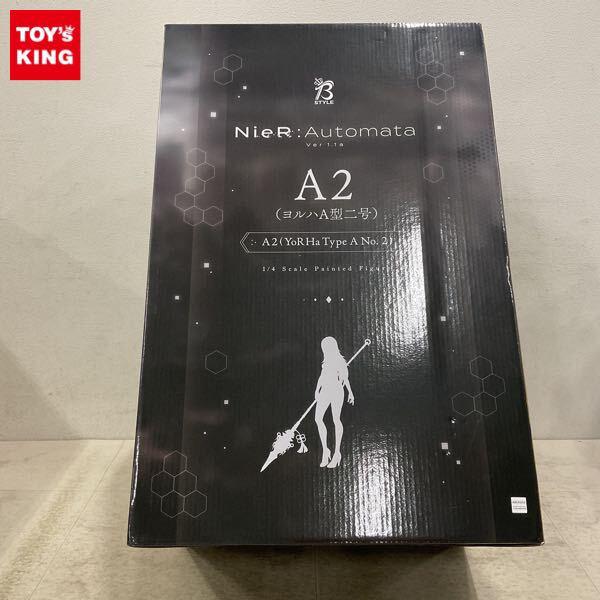 TOY's
KING
B
STYLE
NieR:Automata
Ver1.1a
A2
(ヨルハA型二号)
A2(YoRHa Type A No.2)
1/4 Scale Painted Figure